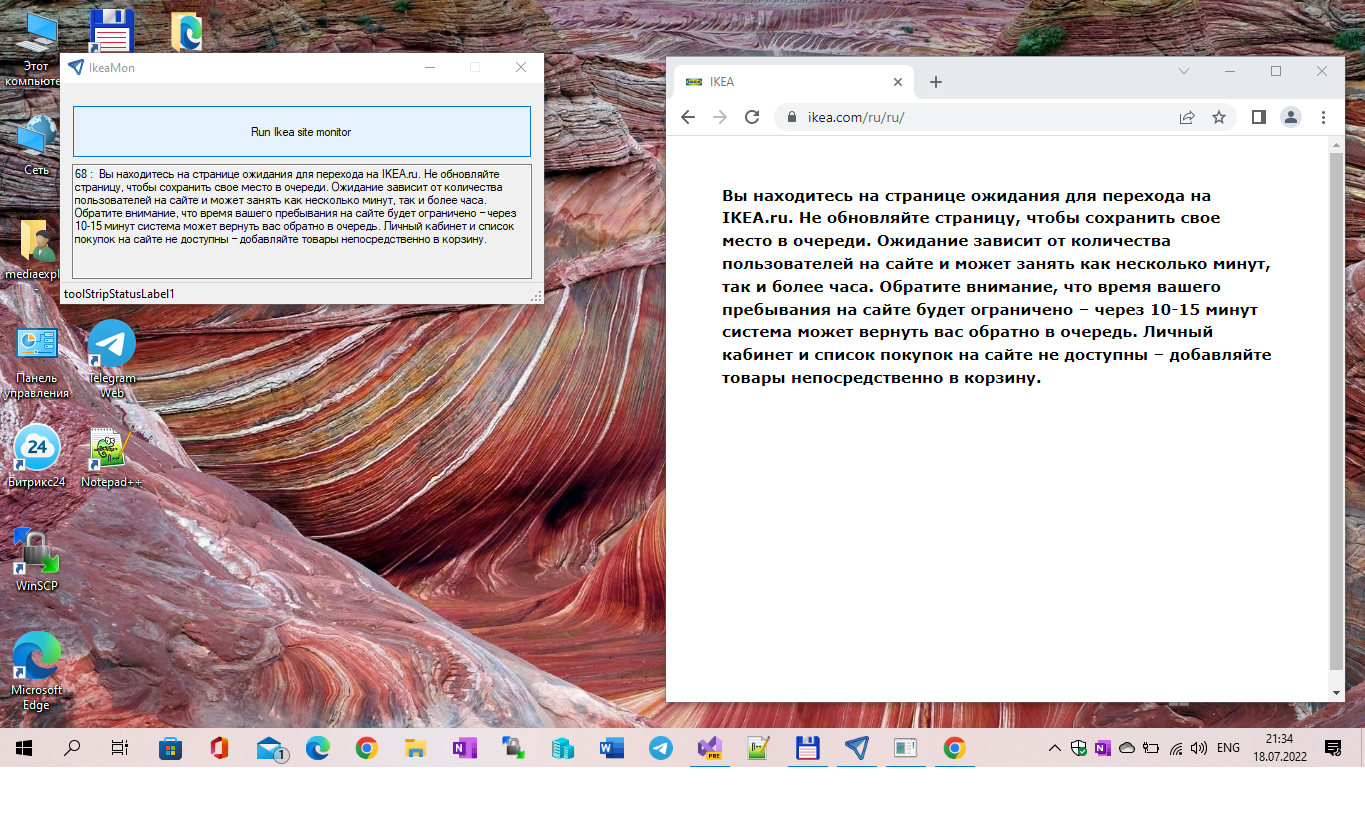 Этот
компьюте
IkeaMon
Run Ikea site monitor
68 :  Вы находитесь на странице ожидания для перехода на IKEA.ru. Не обновляйте
страницу, чтобы сохранить свое место в очереди. Ожидание зависит от количества
пользователей на сайте и может занять как несколько минут, так и более часа.
Обратите внимание, что время вашего пребывания на сайте будет ограничено – через
10-15 минут система может вернуть вас обратно в очередь. Личный кабинет и список
покупок на сайте не доступны – добавляйте товары непосредственно в корзину.
toolStripStatusLabel1
IKEA
ikea.com/ru/ru/
Вы находитесь на странице ожидания для перехода на
IKEA.ru. Не обновляйте страницу, чтобы сохранить свое
место в очереди. Ожидание зависит от количества
пользователей на сайте и может занять как несколько минут,
так и более часа. Обратите внимание, что время вашего
пребывания на сайте будет ограничено – через 10-15 минут
система может вернуть вас обратно в очередь. Личный
кабинет и список покупок на сайте не доступны – добавляйте
товары непосредственно в корзину.
Сеть
mediaexpl
Панель
управления
Telegram
Web
24
Битрикс24
Notepad++
WinSCP
Microsoft
Edge
1
PRE
ENG
21:34
18.07.2022